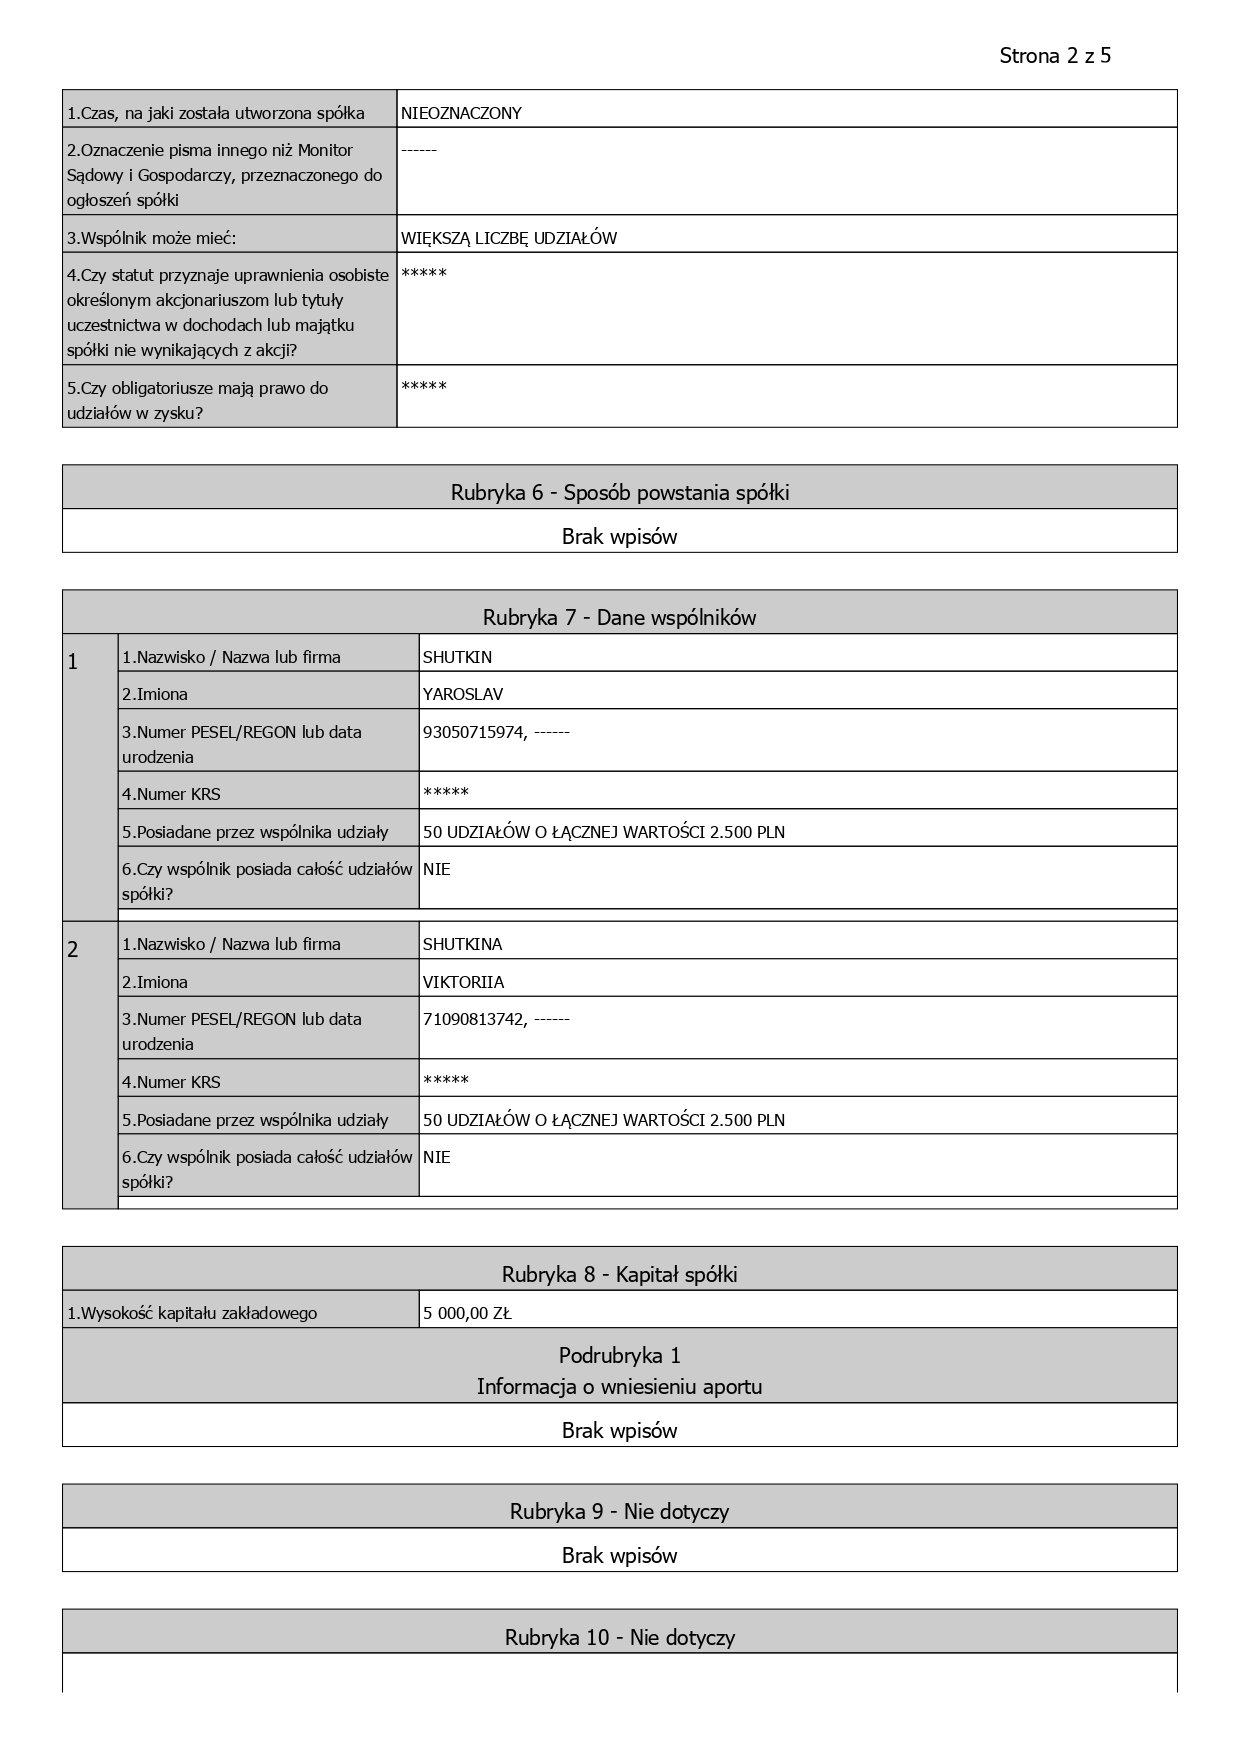 Strona 2 z 5
1.Czas, na jaki została utworzona spółka NIEOZNACZONY
2.Oznaczenie pisma innego niż Monitor ------
Sądowy i Gospodarczy, przeznaczonego do
ogłoszeń spółki
3.Wspólnik może mieć: WIĘKSZĄ LICZBĘ UDZIAŁÓW
4.Czy statut przyznaje uprawnienia osobiste *****
określonym akcjonariuszom lub tytuły
uczestnictwa w dochodach lub majątku
spółki nie wynikających z akcji?
5.Czy obligatoriusze mają prawo do *****
udziałów w zysku?
Rubryka 6 - Sposób powstania spółki
Brak wpisów
Rubryka 7 - Dane wspólników
1 1.Nazwisko / Nazwa lub firma SHUTKIN
2.Imiona YAROSLAV
3.Numer PESEL/REGON lub data 93050715974, ------
urodzenia
4.Numer KRS *****
5.Posiadane przez wspólnika udziały 50 UDZIAŁÓW O ŁĄCZNEJ WARTOŚCI 2.500 PLN
6.Czy wspólnik posiada całość udziałów NIE
spółki?
2 1.Nazwisko / Nazwa lub firma SHUTKINA
2.Imiona VIKTORIIA
3.Numer PESEL/REGON lub data 71090813742, ------
urodzenia
4.Numer KRS *****
5.Posiadane przez wspólnika udziały 50 UDZIAŁÓW O ŁĄCZNEJ WARTOŚCI 2.500 PLN
6.Czy wspólnik posiada całość udziałów NIE
spółki?
Rubryka 8 - Kapitał spółki
1.Wysokość kapitału zakładowego 5 000,00 ZŁ
Podrubryka 1
Informacja o wniesieniu aportu
Brak wpisów
Rubryka 9 - Nie dotyczy
Brak wpisów
Rubryka 10 - Nie dotyczy